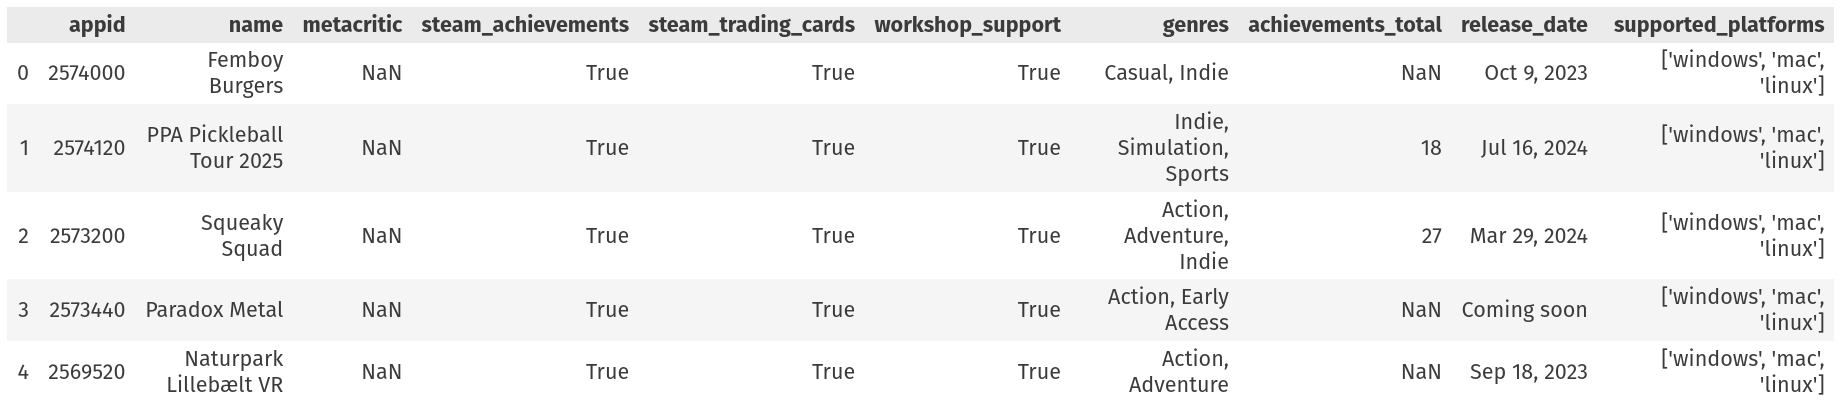 appid name metacritic steam_achievements steam_trading_cards workshop_support genres achievements_total release_date supported_platforms
0 2574000 Femboy Burgers NaN True True True Casual, Indie NaN Oct 9, 2023 ['windows', 'mac', 'linux']
1 2574120 PPA Pickleball Tour 2025 NaN True True True Indie, Simulation, Sports 18 Jul 16, 2024 ['windows', 'mac', 'linux']
2 2573200 Squeaky Squad NaN True True True Action, Adventure, Indie 27 Mar 29, 2024 ['windows', 'mac', 'linux']
3 2573440 Paradox Metal NaN True True True Action, Early Access NaN Coming soon ['windows', 'mac', 'linux']
4 2569520 Naturpark Lillebælt VR NaN True True True Action, Adventure NaN Sep 18, 2023 ['windows', 'mac', 'linux']